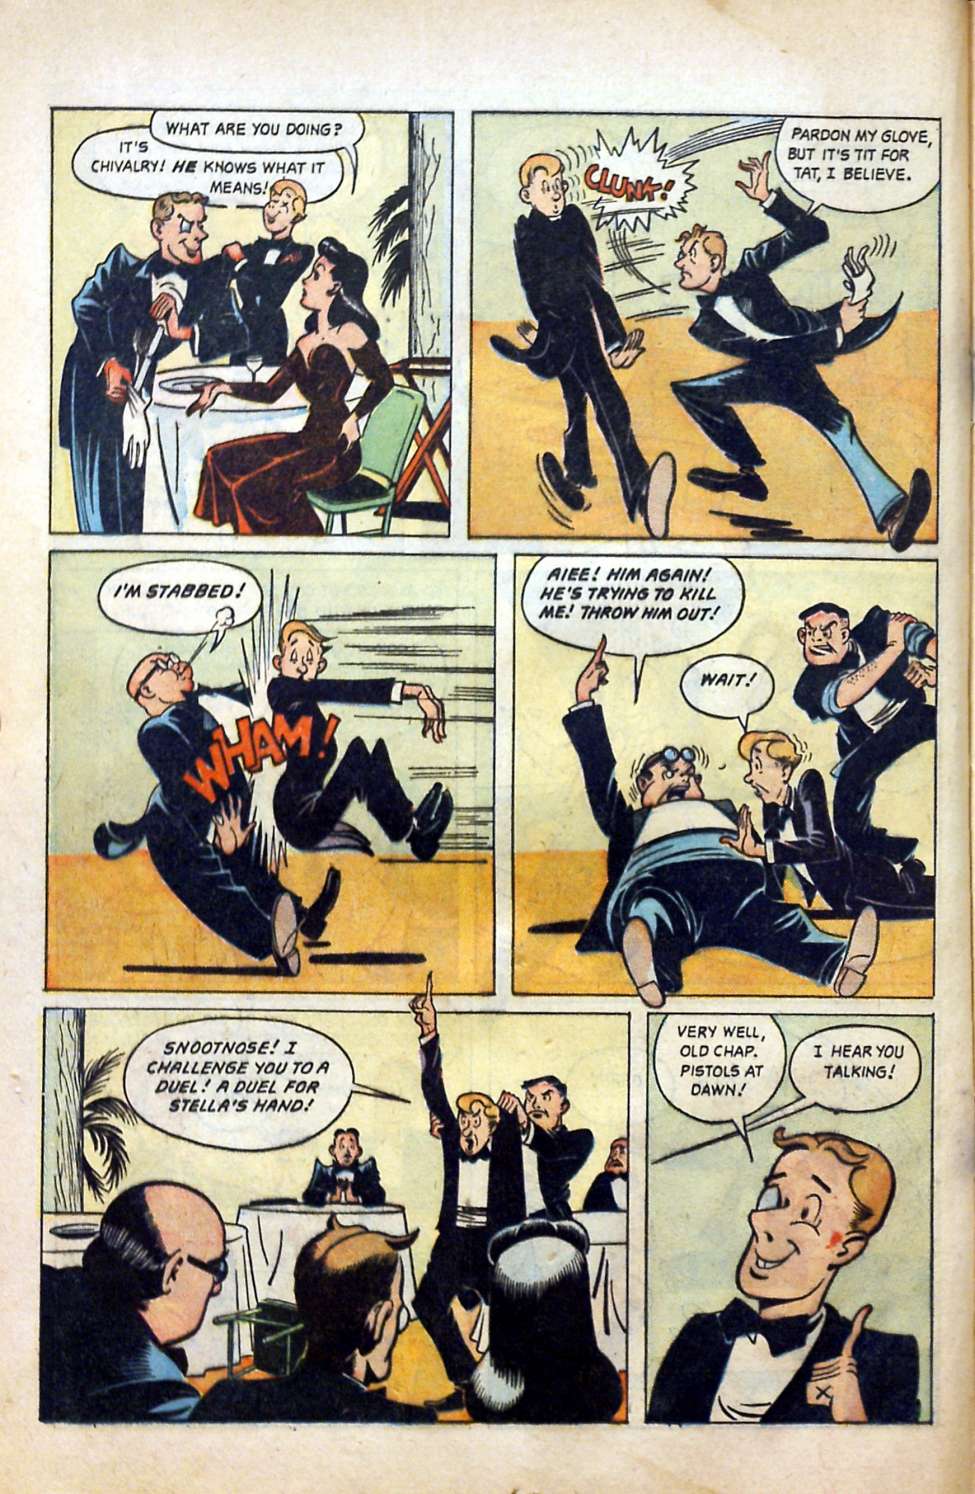 WHAT ARE YOU DOING?
IT'S
CHIVALRY! HE KNOWS WHAT IT
MEANS!
CLUNK!
PARDON MY GLOVE,
BUT IT'S TIT FOR
TAT, I BELIEVE.
I'M STABBED!
WHAM!
AIEE! HIM AGAIN!
HE'S TRYING TO KILL
ME! THROW HIM OUT!
WAIT!
SNOOTNOSE! I
CHALLENGE YOU TO A
DUEL! A DUEL FOR
STELLA'S HAND!
VERY WELL,
OLD CHAP.
PISTOLS AT
DAWN!
I HEAR YOU
TALKING!